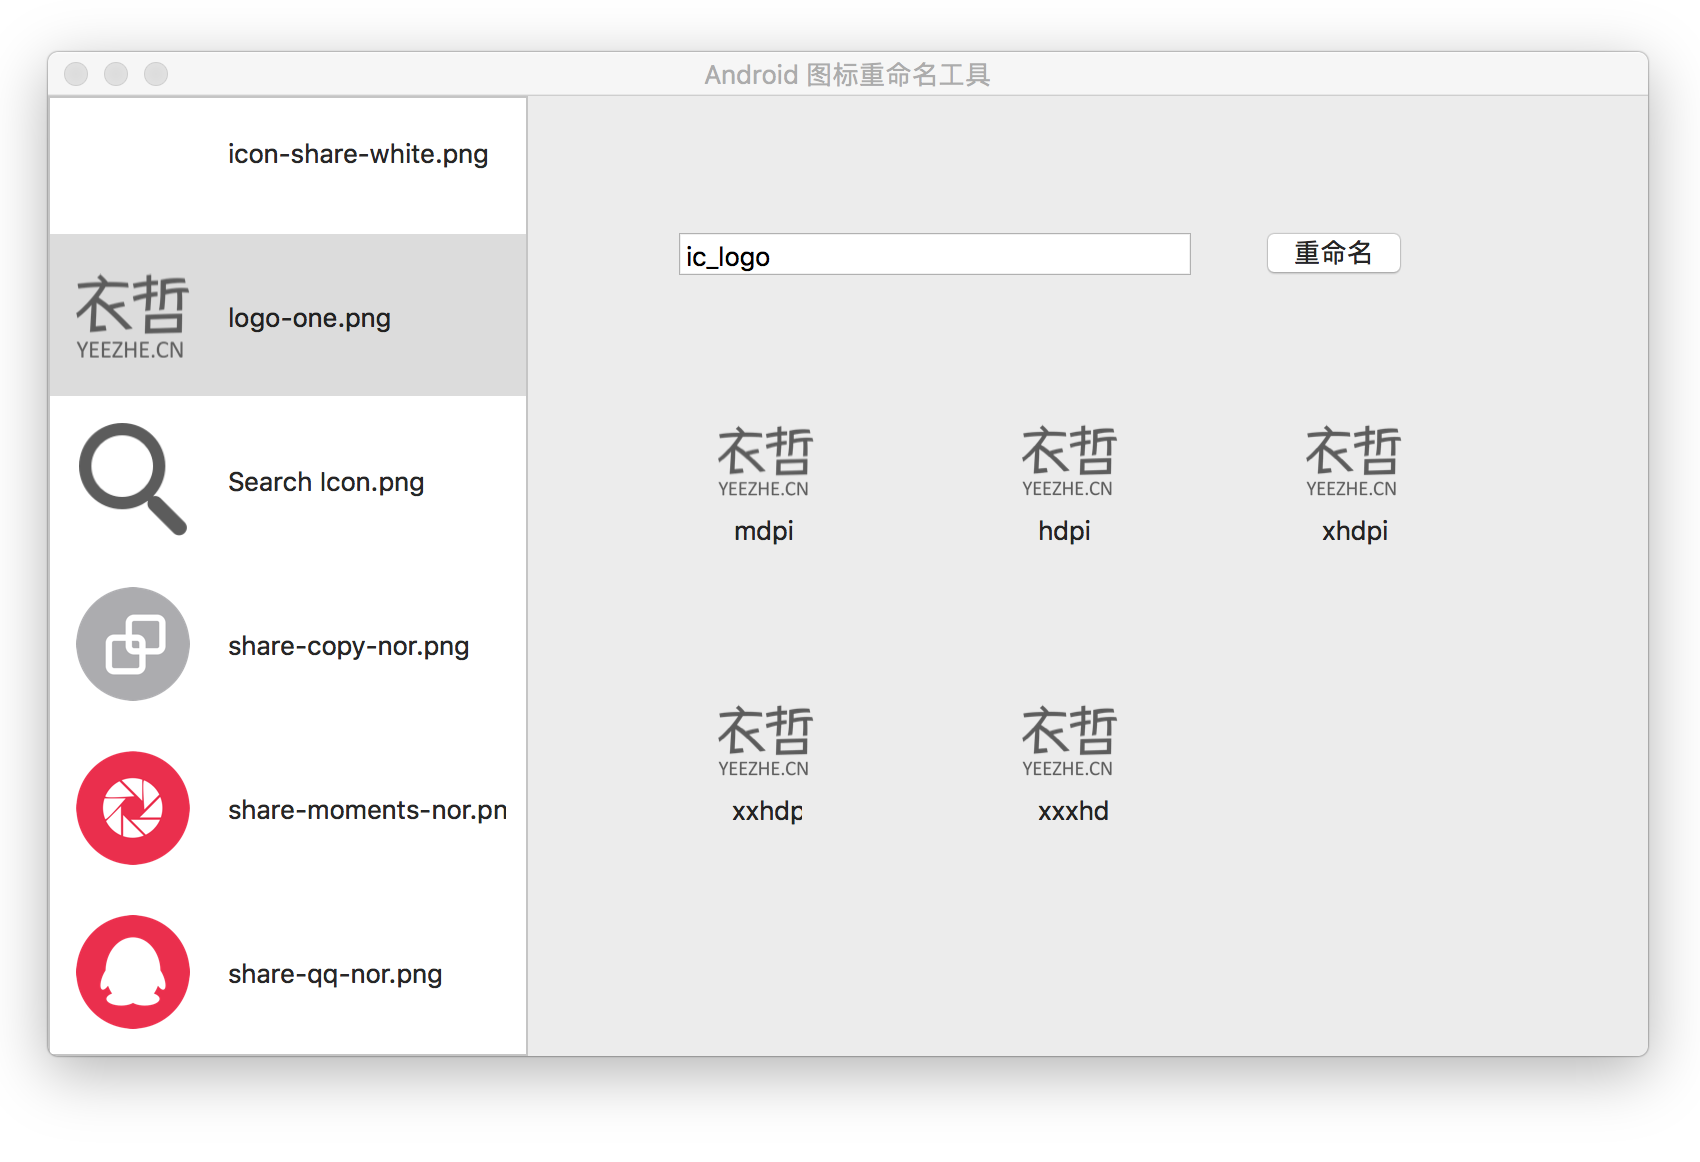 Android 图标重命名工具
icon-share-white.png
衣哲
YEEZHE.CN
logo-one.png
Search Icon.png
share-copy-nor.png
share-moments-nor.pn
share-qq-nor.png
ic_logo
重命名
衣哲
YEEZHE.CN
mdpi
衣哲
YEEZHE.CN
hdpi
衣哲
YEEZHE.CN
xhdpi
衣哲
YEEZHE.CN
xxhdp
衣哲
YEEZHE.CN
xxxhd